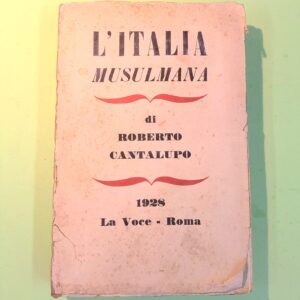 L'ITALIA
MUSULMANA
di
ROBERTO
CANTALUPO
1928
La Voce - Roma